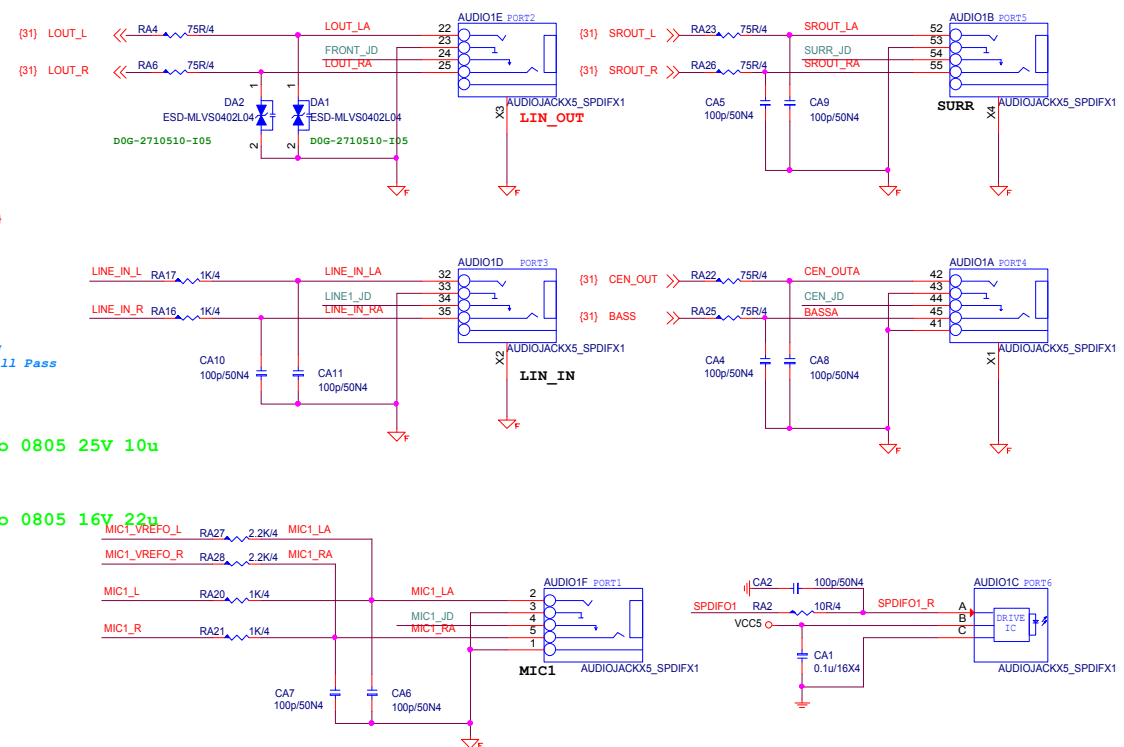 AUDIO1E PORT2
{31} LOUT_L RA4 75R/4 LOUT_LA 22
23
FRONT_JD 24
{31} LOUT_R RA6 75R/4 LOUT_RA 25
1 1
DA2 DA1
ESD-MLVS0402L04 ESD-MLVS0402L04
D0G-2710510-I05 D0G-2710510-I05
2 2
X3 AUDIOJACKX5_SPDIFX1
LIN_OUT
F F
AUDIO1B PORT5
{31} SROUT_L RA23 75R/4 SROUT_LA 52
53
SURR_JD 54
{31} SROUT_R RA26 75R/4 SROUT_RA 55
CA5 CA9
100p/50N4 100p/50N4
SURR
X4 AUDIOJACKX5_SPDIFX1
F F
AUDIO1D PORT3
LINE_IN_L RA17 1K/4 LINE_IN_LA 32
33
LINE1_JD 34
LINE_IN_R RA16 1K/4 LINE_IN_RA 35
CA10 CA11
100p/50N4 100p/50N4
X2 AUDIOJACKX5_SPDIFX1
LIN_IN
F F
AUDIO1A PORT4
{31} CEN_OUT RA22 75R/4 CEN_OUTA 42
43
CEN_JD 44
{31} BASS RA25 75R/4 BASSA 45
41
CA4 CA8
100p/50N4 100p/50N4
X1 AUDIOJACKX5_SPDIFX1
F F
ll Pass
o 0805 25V 10u
o 0805 16V 22u
MIC1_VREFO_L RA27 2.2K/4 MIC1_LA
MIC1_VREFO_R RA28 2.2K/4 MIC1_RA
AUDIO1F PORT1
MIC1_L RA20 1K/4 MIC1_LA 2
3
MIC1_JD 4
MIC1_R RA21 1K/4 MIC1_RA 5
1
MIC1 AUDIOJACKX5_SPDIFX1
CA7 CA6
100p/50N4 100p/50N4
F
CA2 100p/50N4
AUDIO1C PORT6
SPDIFO1 RA2 10R/4 SPDIFO1_R A
VCC5 B
C
DRIVE
IC
CA1
0.1u/16X4
AUDIOJACKX5_SPDIFX1